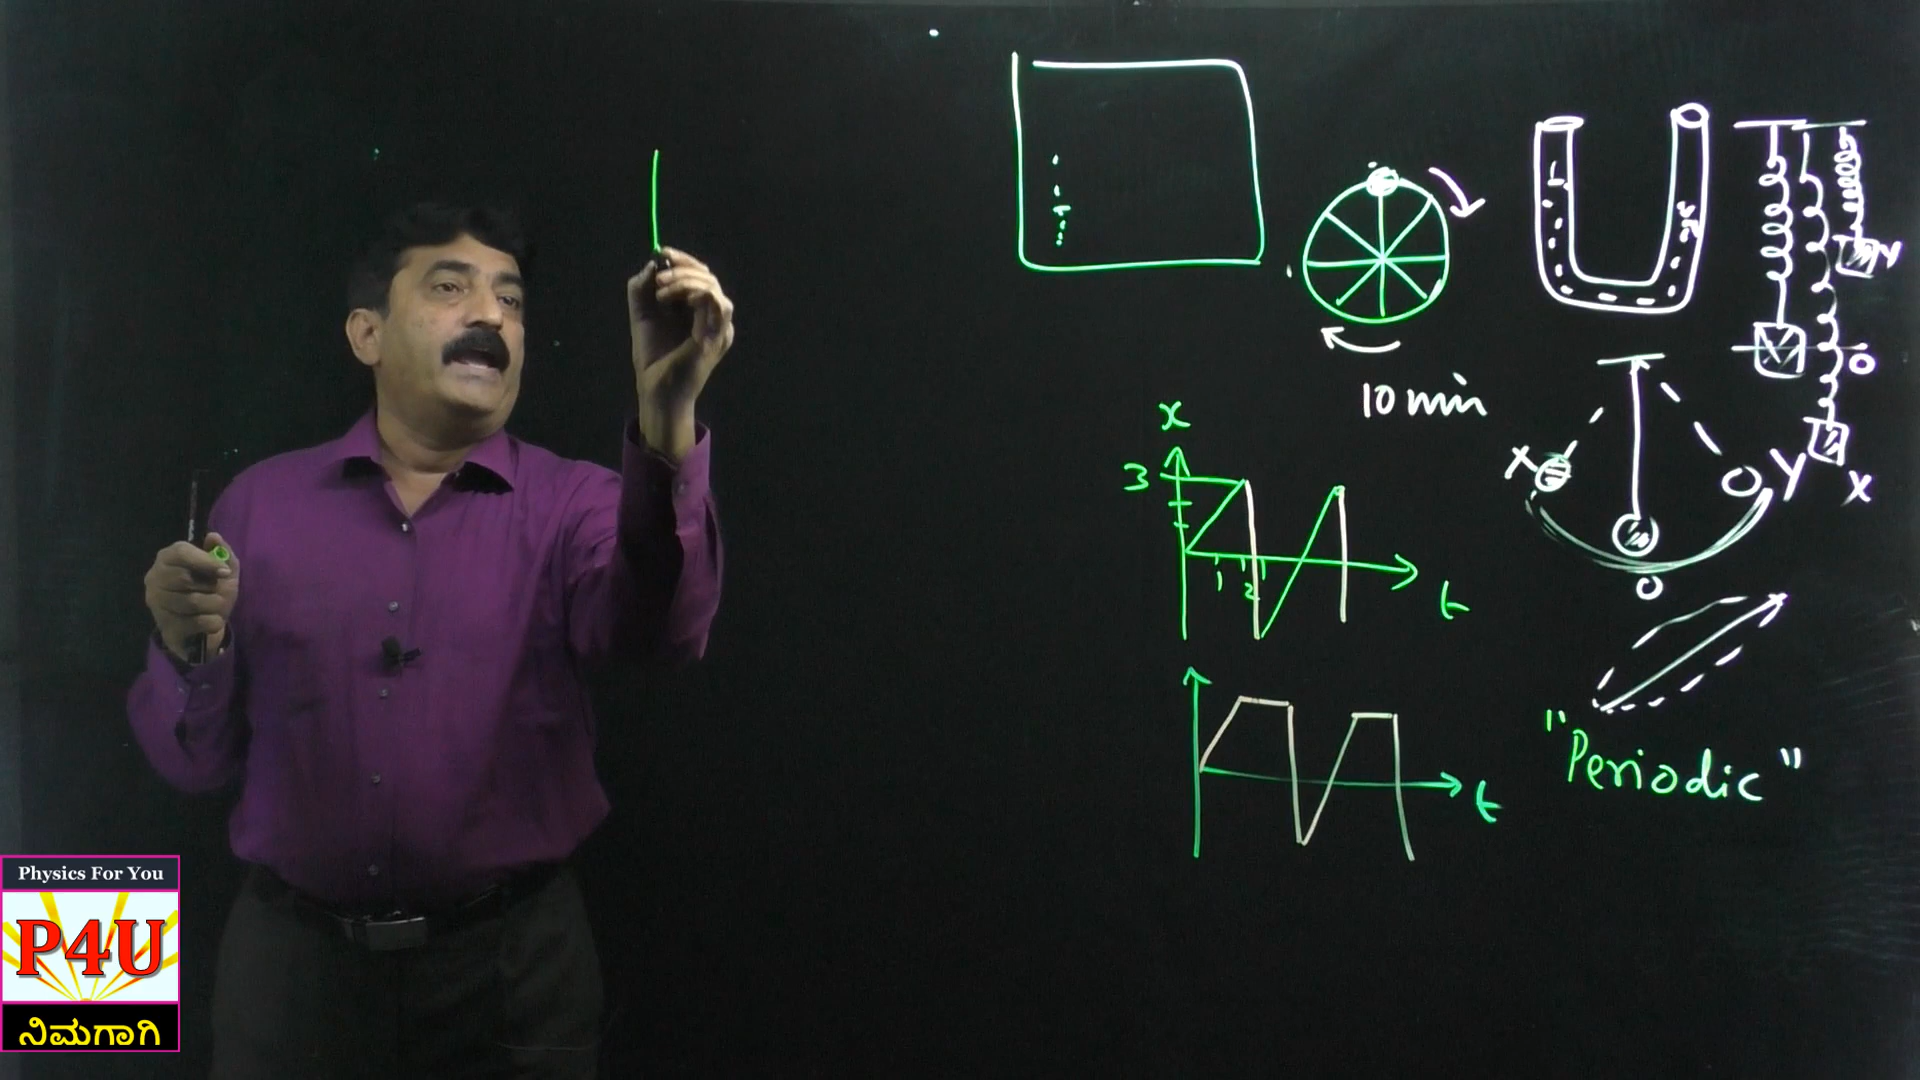 10 min
x
3
1 2
t
X
Y
O
Y
O
X
t
"Periodic"
Physics For You
P4U
ನಿಮಗಾಗಿ